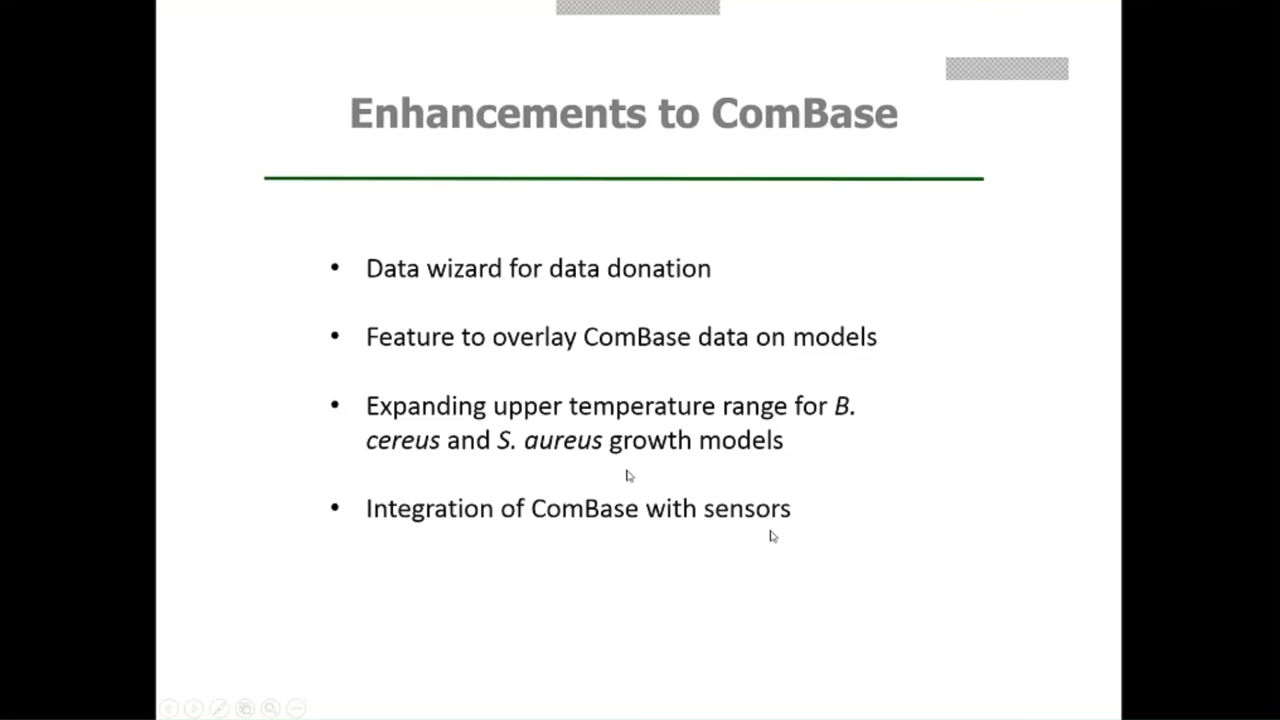 Enhancements to ComBase
• Data wizard for data donation
• Feature to overlay ComBase data on models
• Expanding upper temperature range for B.
cereus and S. aureus growth models
• Integration of ComBase with sensors